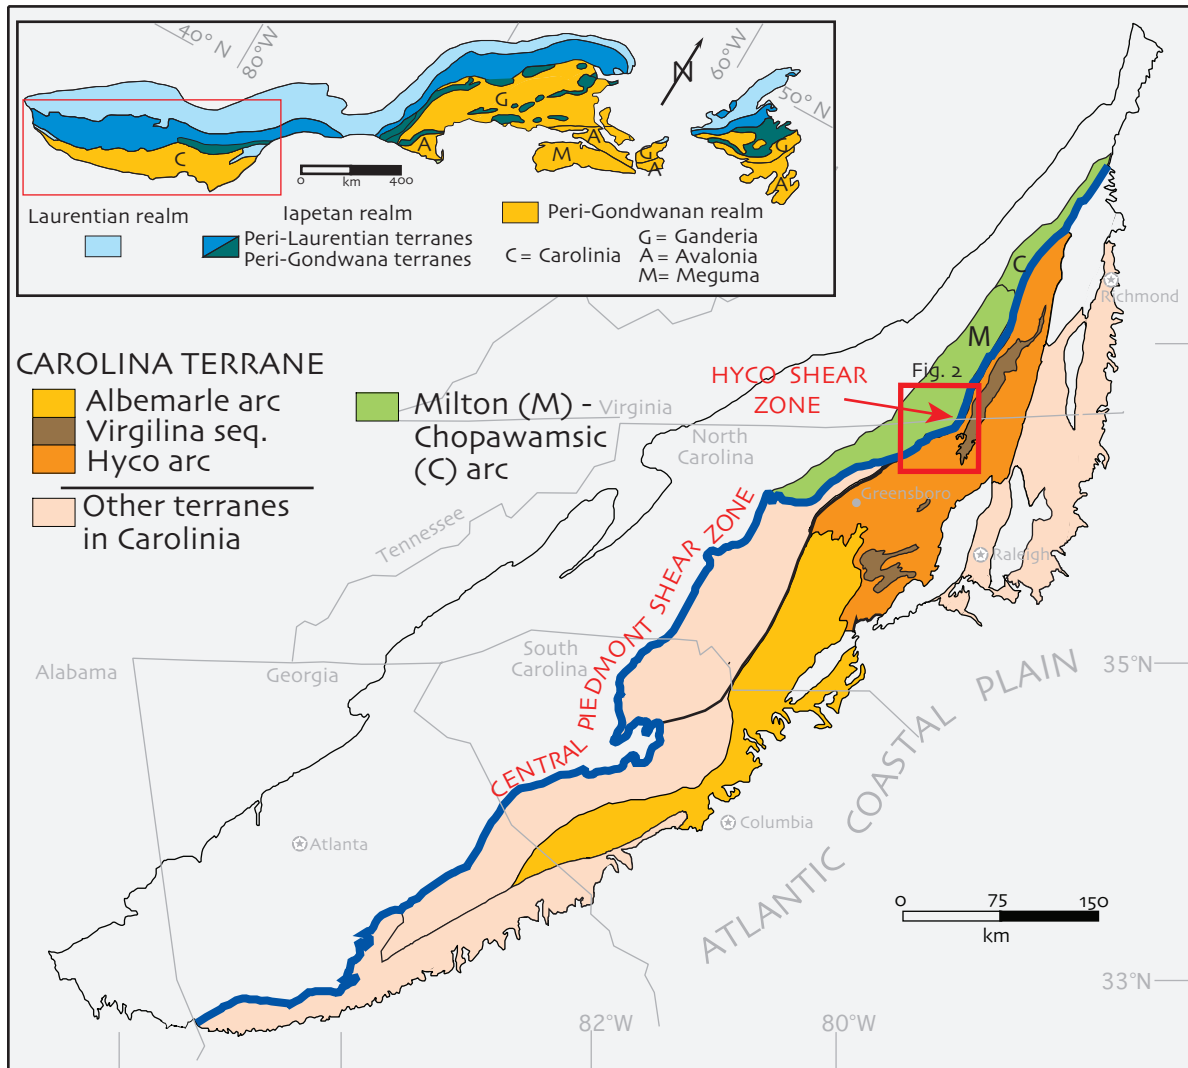 40° N
80°W
N
60°W
50° N
G
A
C
A
M
G
A
G
A
0 km 400
Laurentian realm
Iapetan realm
Peri-Laurentian terranes
Peri-Gondwana terranes
Peri-Gondwanan realm
C = Carolinia
G = Ganderia
A = Avalonia
M= Meguma
CAROLINA TERRANE
Albemarle arc
Virgilina seq.
Hyco arc
Other terranes
in Carolinia
Milton (M) -
Chopawamsic
(C) arc
C
M
Richmond
Fig. 2
HYCO SHEAR
ZONE
Virginia
North
Carolina
Greensboro
Tennessee
Raleigh
CENTRAL PIEDMONT SHEAR ZONE
South
Carolina
Alabama
Georgia
35°N
Columbia
Atlanta
ATLANTIC COASTAL PLAIN
0 75 150
km
33°N
82°W
80°W